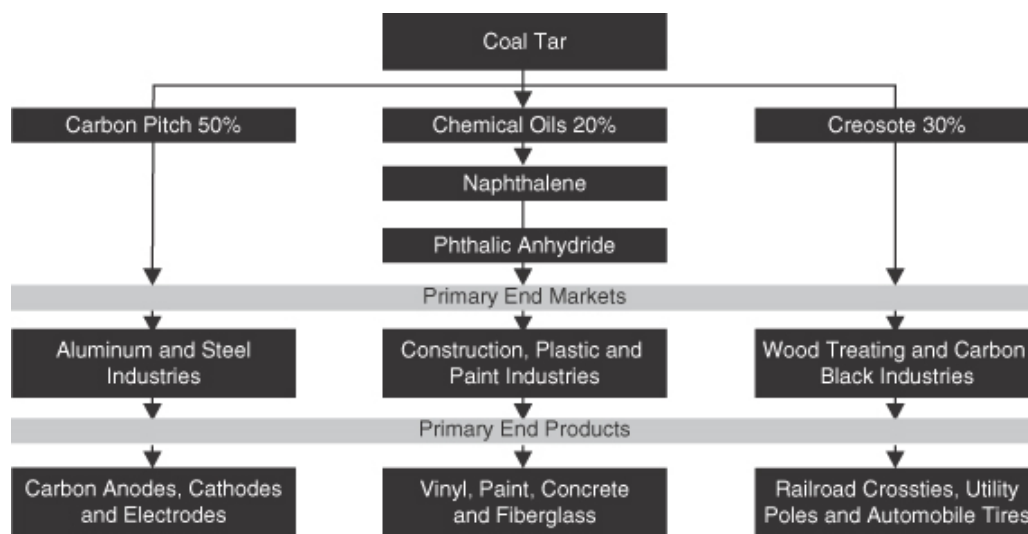 Coal Tar
Carbon Pitch 50%
Chemical Oils 20%
Creosote 30%
Naphthalene
Phthalic Anhydride
Primary End Markets
Aluminum and Steel
Industries
Construction, Plastic and
Paint Industries
Wood Treating and Carbon
Black Industries
Primary End Products
Carbon Anodes, Cathodes
and Electrodes
Vinyl, Paint, Concrete
and Fiberglass
Railroad Crossties, Utility
Poles and Automobile Tires